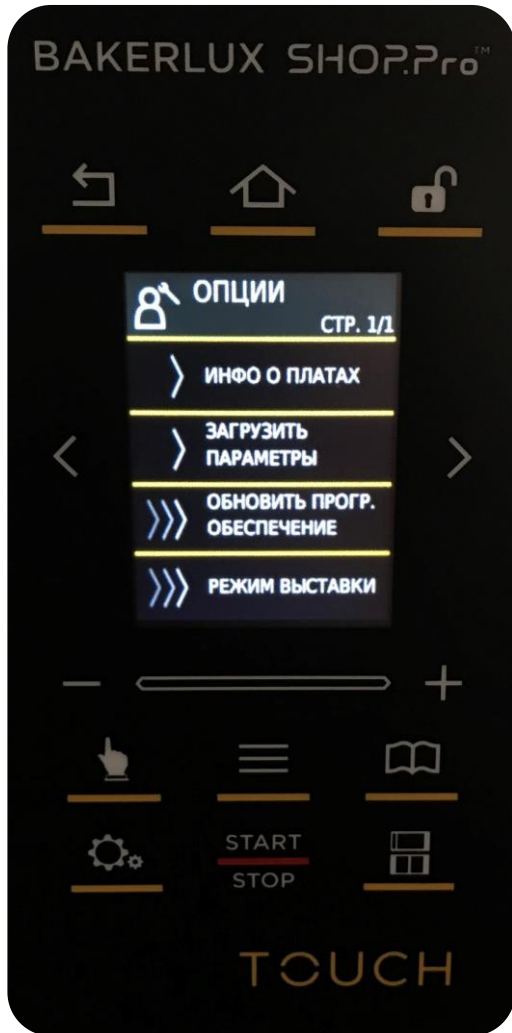 BAKERLUX SHOP.Pro™
ОПЦИИ
СТР. 1/1
ИНФО О ПЛАТАХ
ЗАГРУЗИТЬ
ПАРАМЕТРЫ
ОБНОВИТЬ ПРОГР.
ОБЕСПЕЧЕНИЕ
РЕЖИМ ВЫСТАВКИ
START
STOP
TOUCH